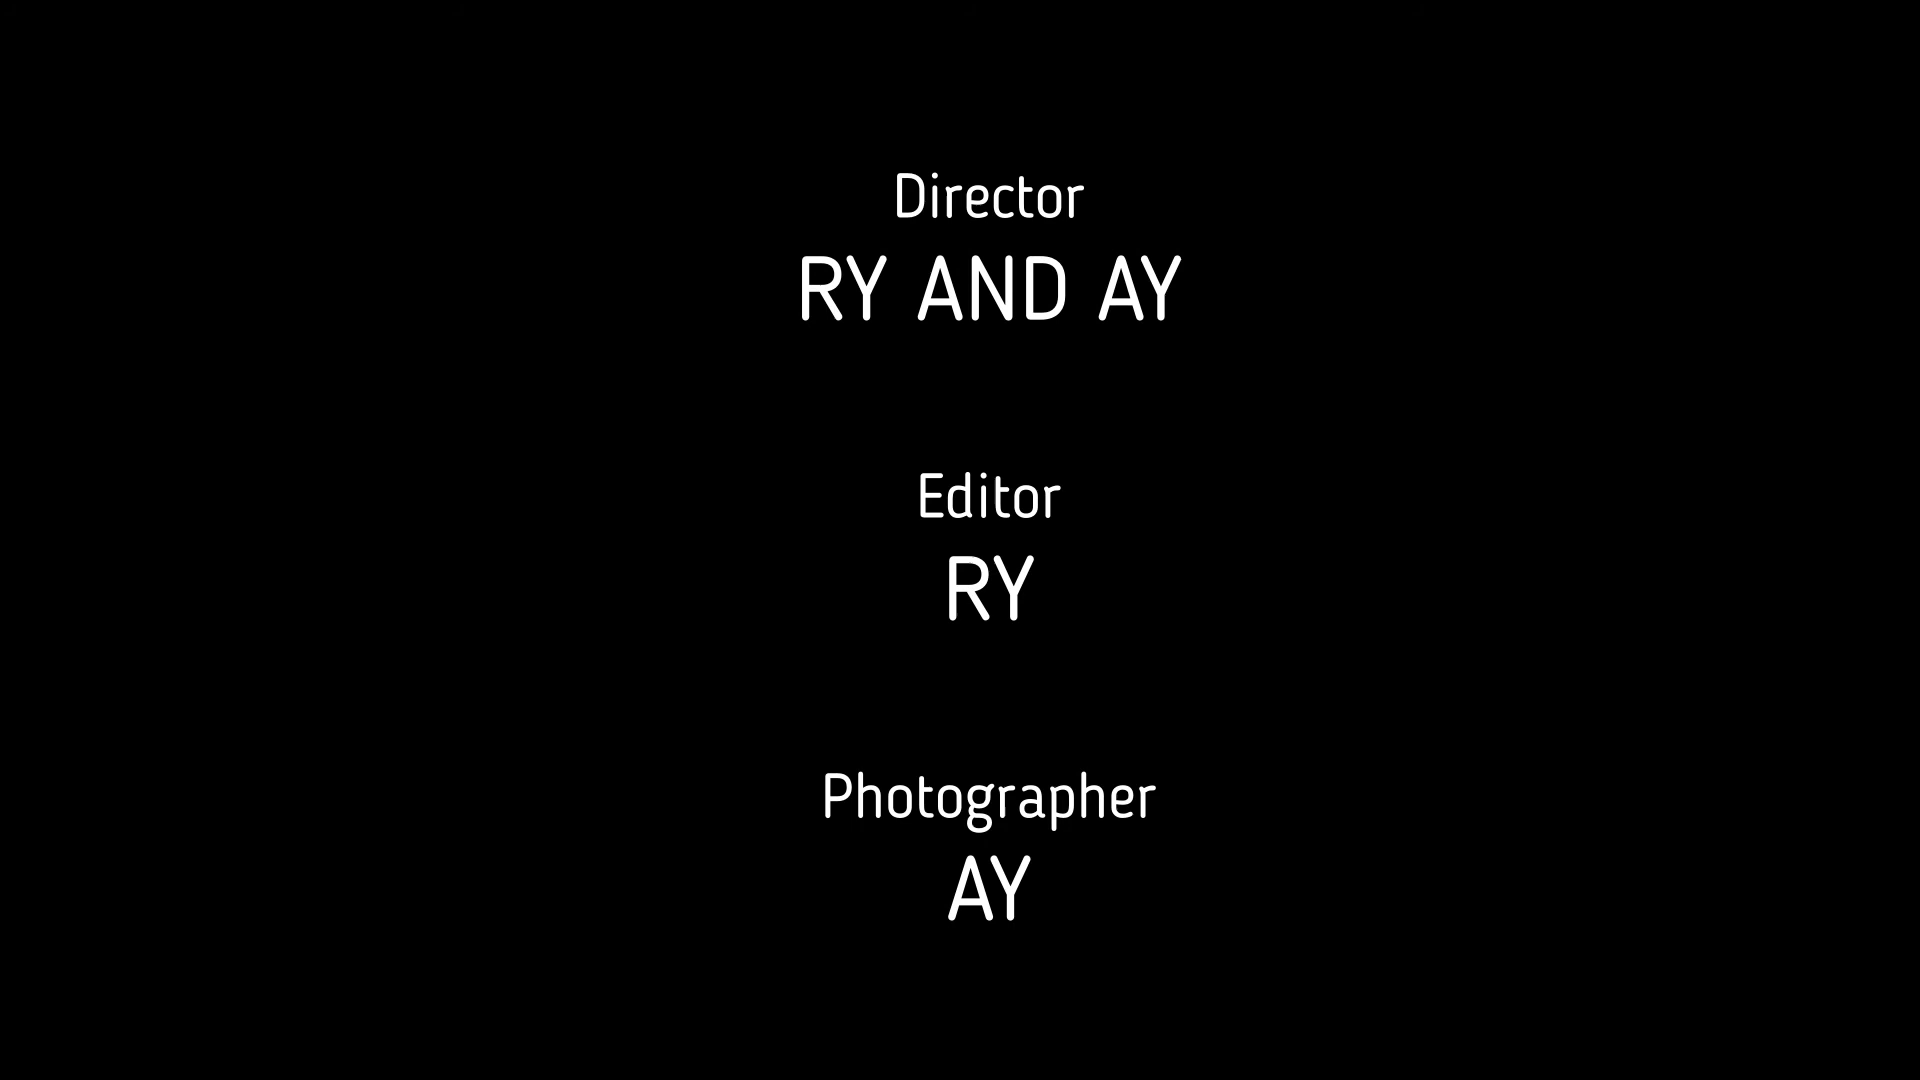 Director
RY AND AY
Editor
RY
Photographer
AY